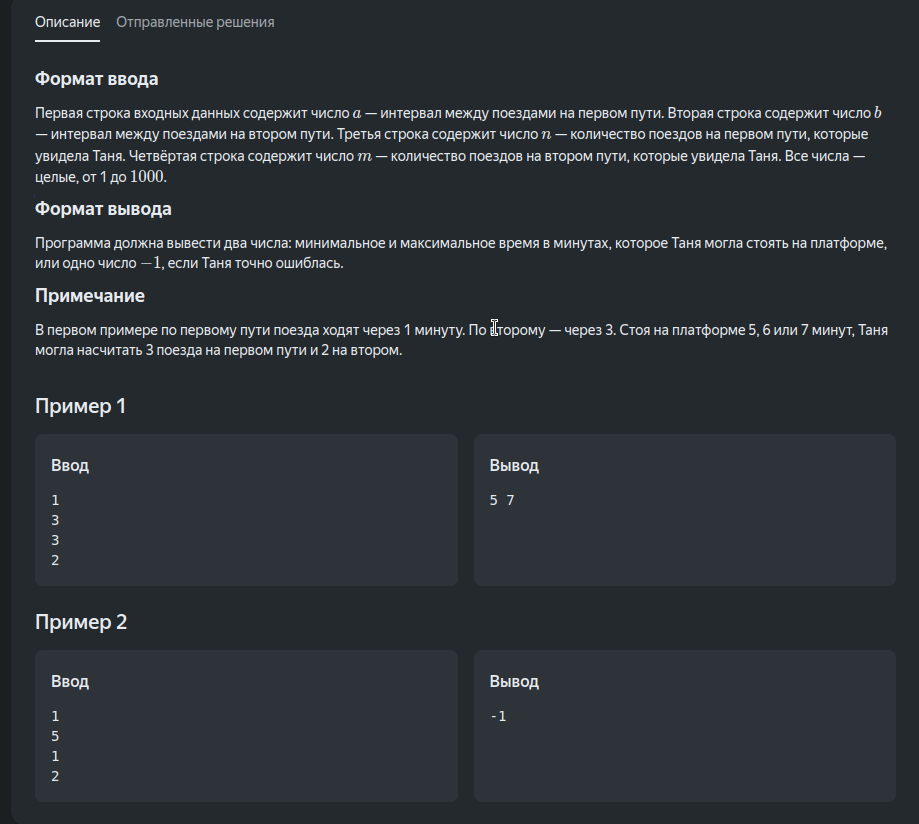 Описание Отправленные решения
Формат ввода
Первая строка входных данных содержит число a — интервал между поездами на первом пути. Вторая строка содержит число b
— интервал между поездами на втором пути. Третья строка содержит число n — количество поездов на первом пути, которые
увидела Таня. Четвёртая строка содержит число m — количество поездов на втором пути, которые увидела Таня. Все числа —
целые, от 1 до 1000.
Формат вывода
Программа должна вывести два числа: минимальное и максимальное время в минутах, которое Таня могла стоять на платформе,
или одно число −1, если Таня точно ошиблась.
Примечание
В первом примере по первому пути поезда ходят через 1 минуту. По второму — через 3. Стоя на платформе 5, 6 или 7 минут, Таня
могла насчитать 3 поезда на первом пути и 2 на втором.
Пример 1
Ввод
1
3
3
2
Вывод
5 7
Пример 2
Ввод
1
5
1
2
Вывод
-1